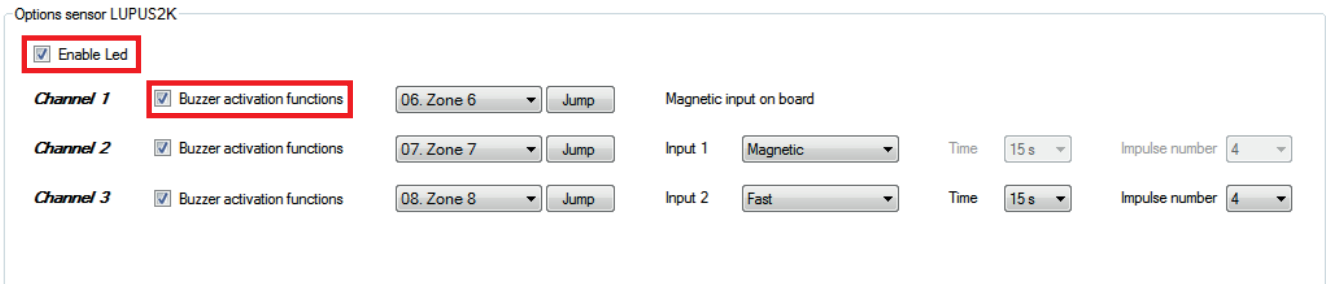 Options sensor LUPUS2K
Enable Led
Channel 1 Buzzer activation functions 06. Zone 6 Jump Magnetic input on board
Channel 2 Buzzer activation functions 07. Zone 7 Jump Input 1 Magnetic Time 15 s Impulse number 4
Channel 3 Buzzer activation functions 08. Zone 8 Jump Input 2 Fast Time 15 s Impulse number 4